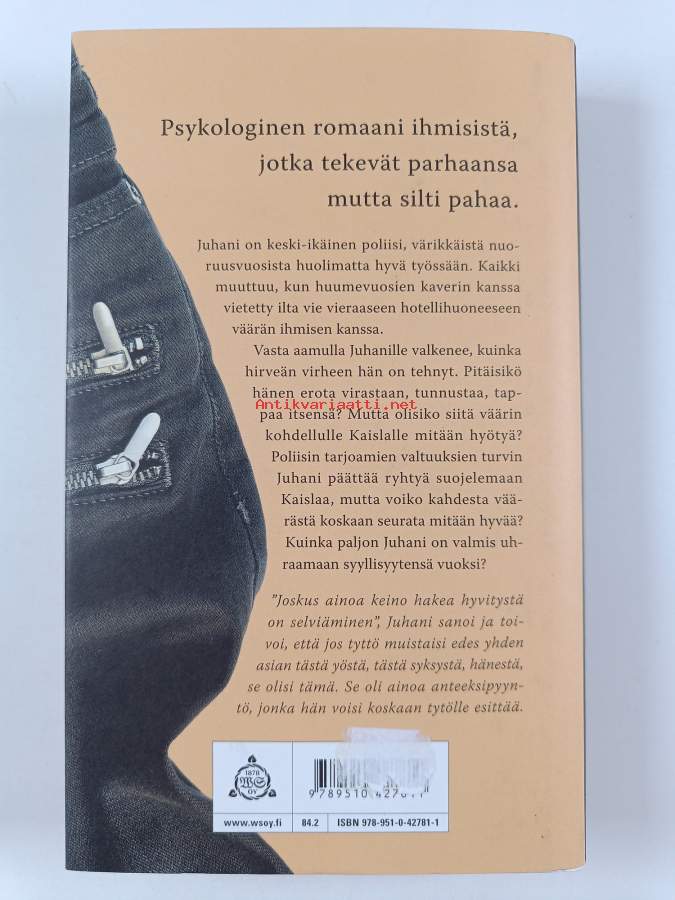 Psykologinen romaani ihmisistä,
jotka tekevät parhaansa
mutta silti pahaa.
Juhani on keski-ikäinen poliisi, värikkäistä nuo-
ruusvuosista huolimatta hyvä työssään. Kaikki
muuttuu, kun huumevuosien kaverin kanssa
vietetty ilta vie vieraaseen hotellihuoneeseen
väärän ihmisen kanssa.
Vasta aamulla Juhanille valkenee, kuinka
hirveän virheen hän on tehnyt. Pitäisikö
hänen erota virastaan, tunnustaa, tap-
Antikvariaatti.net
paa itsensä? Mutta olisiko siitä väärin
kohdellulle Kaislalle mitään hyötyä?
Poliisin tarjoamien valtuuksien turvin
Juhani päättää ryhtyä suojelemaan
Kaislaa, mutta voiko kahdesta vää-
rästä koskaan seurata mitään hyvää?
Kuinka paljon Juhani on valmis uh-
raamaan syyllisyytensä vuoksi?
”Joskus ainoa keino hakea hyvitystä
on selviäminen”, Juhani sanoi ja toi-
voi, että jos tyttö muistaisi edes yhden
asian tästä yöstä, tästä syksystä, hänestä,
se olisi tämä. Se oli ainoa anteeksipyyn-
tö, jonka hän voisi koskaan tytölle esittää.
1878
WS
OY
www.wsoy.fi
84.2
ISBN 978-951-0-42781-1